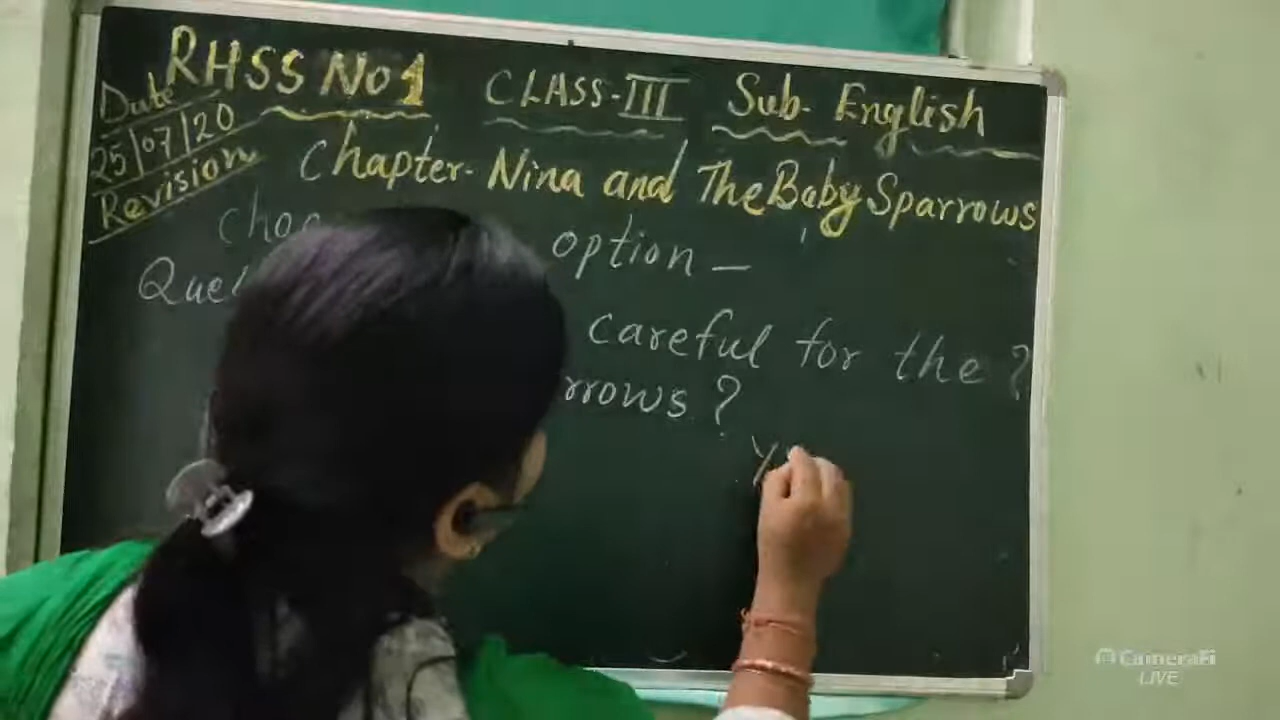 RHSS No 1 CLASS-III Sub- English
Date
25/07/20
Revision
Chapter- Nina and The Baby Sparrows
option —
careful for the ?
rrows ?
CameraFi
LIVE